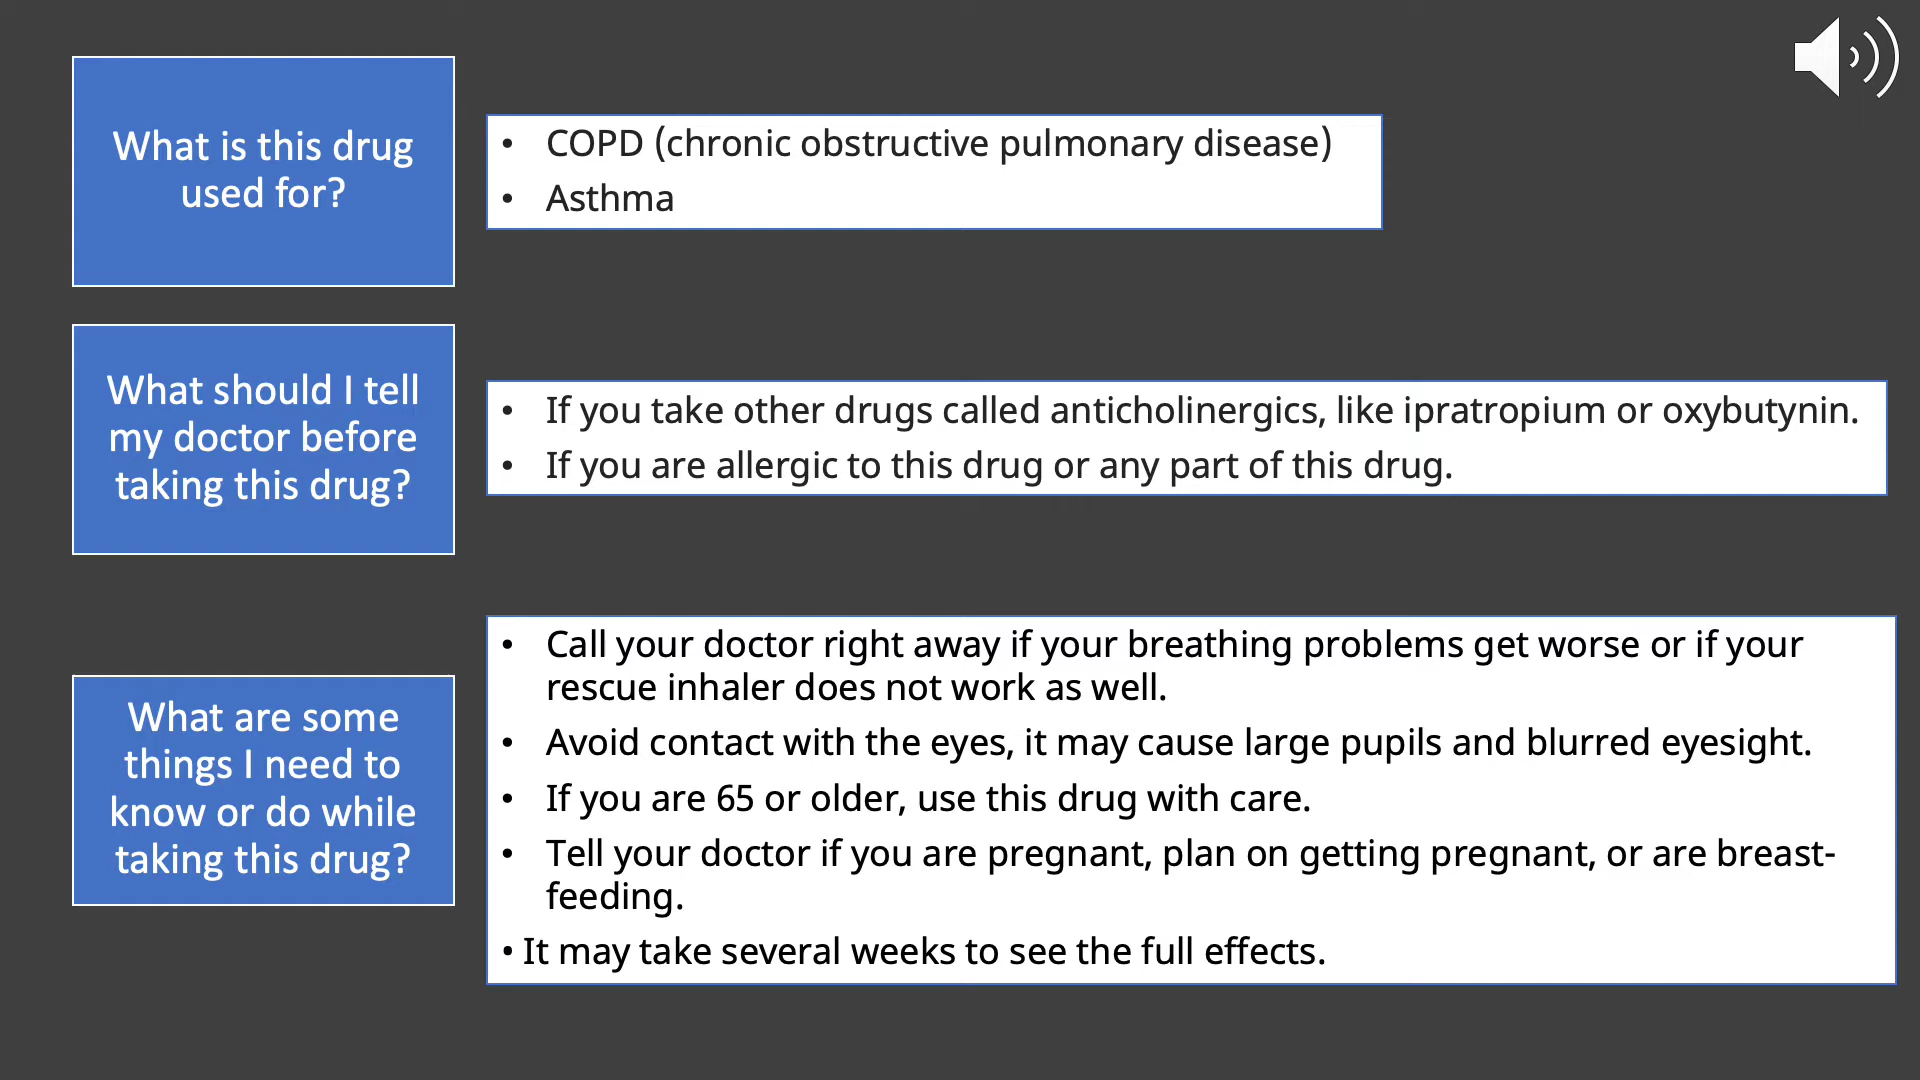 What is this drug
used for?
• COPD (chronic obstructive pulmonary disease)
• Asthma
What should I tell
my doctor before
taking this drug?
• If you take other drugs called anticholinergics, like ipratropium or oxybutynin.
• If you are allergic to this drug or any part of this drug.
What are some
things I need to
know or do while
taking this drug?
• Call your doctor right away if your breathing problems get worse or if your
rescue inhaler does not work as well.
• Avoid contact with the eyes, it may cause large pupils and blurred eyesight.
• If you are 65 or older, use this drug with care.
• Tell your doctor if you are pregnant, plan on getting pregnant, or are breast-
feeding.
• It may take several weeks to see the full effects.